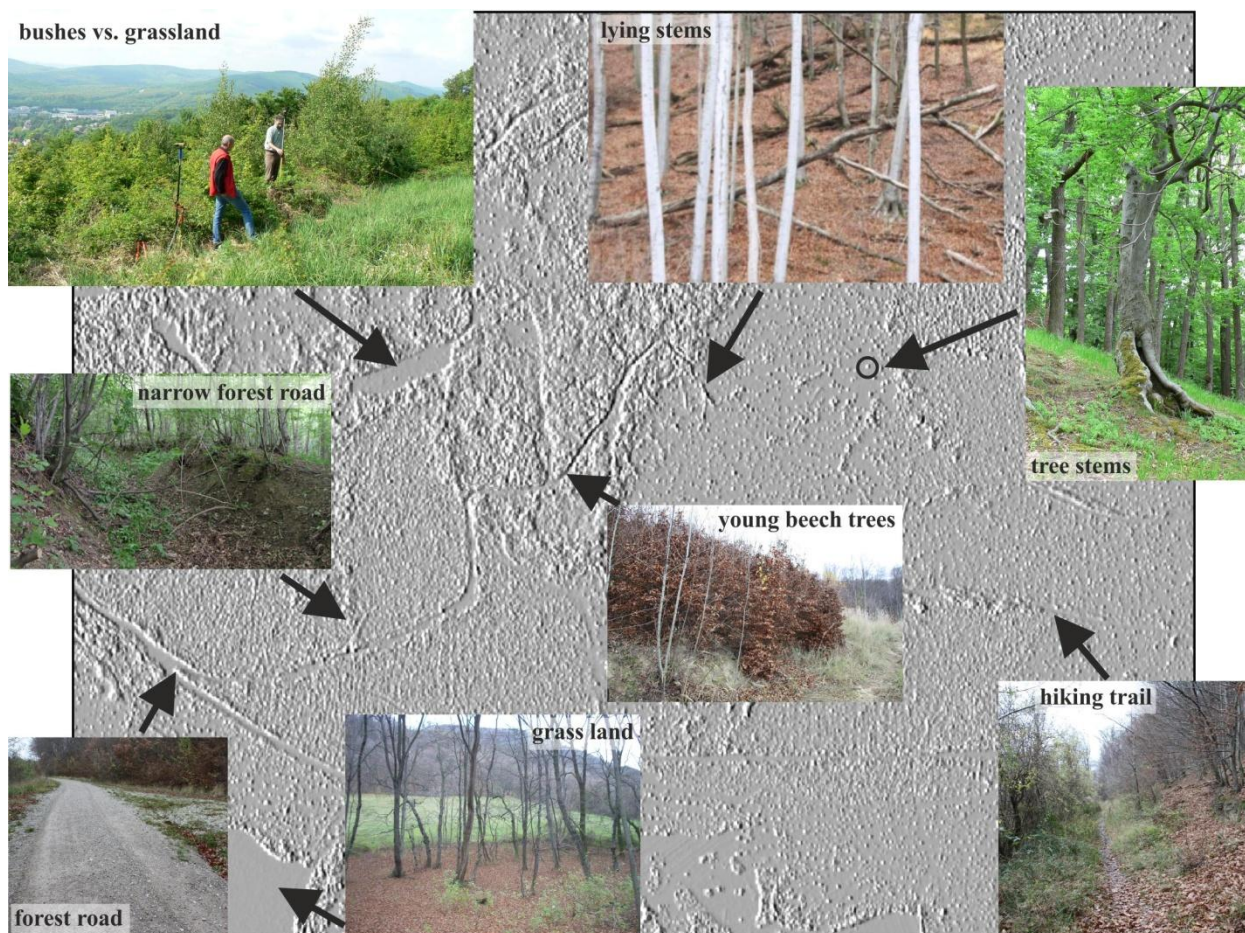 bushes vs. grassland
lying stems
narrow forest road
tree stems
young beech trees
hiking trail
grass land
forest road